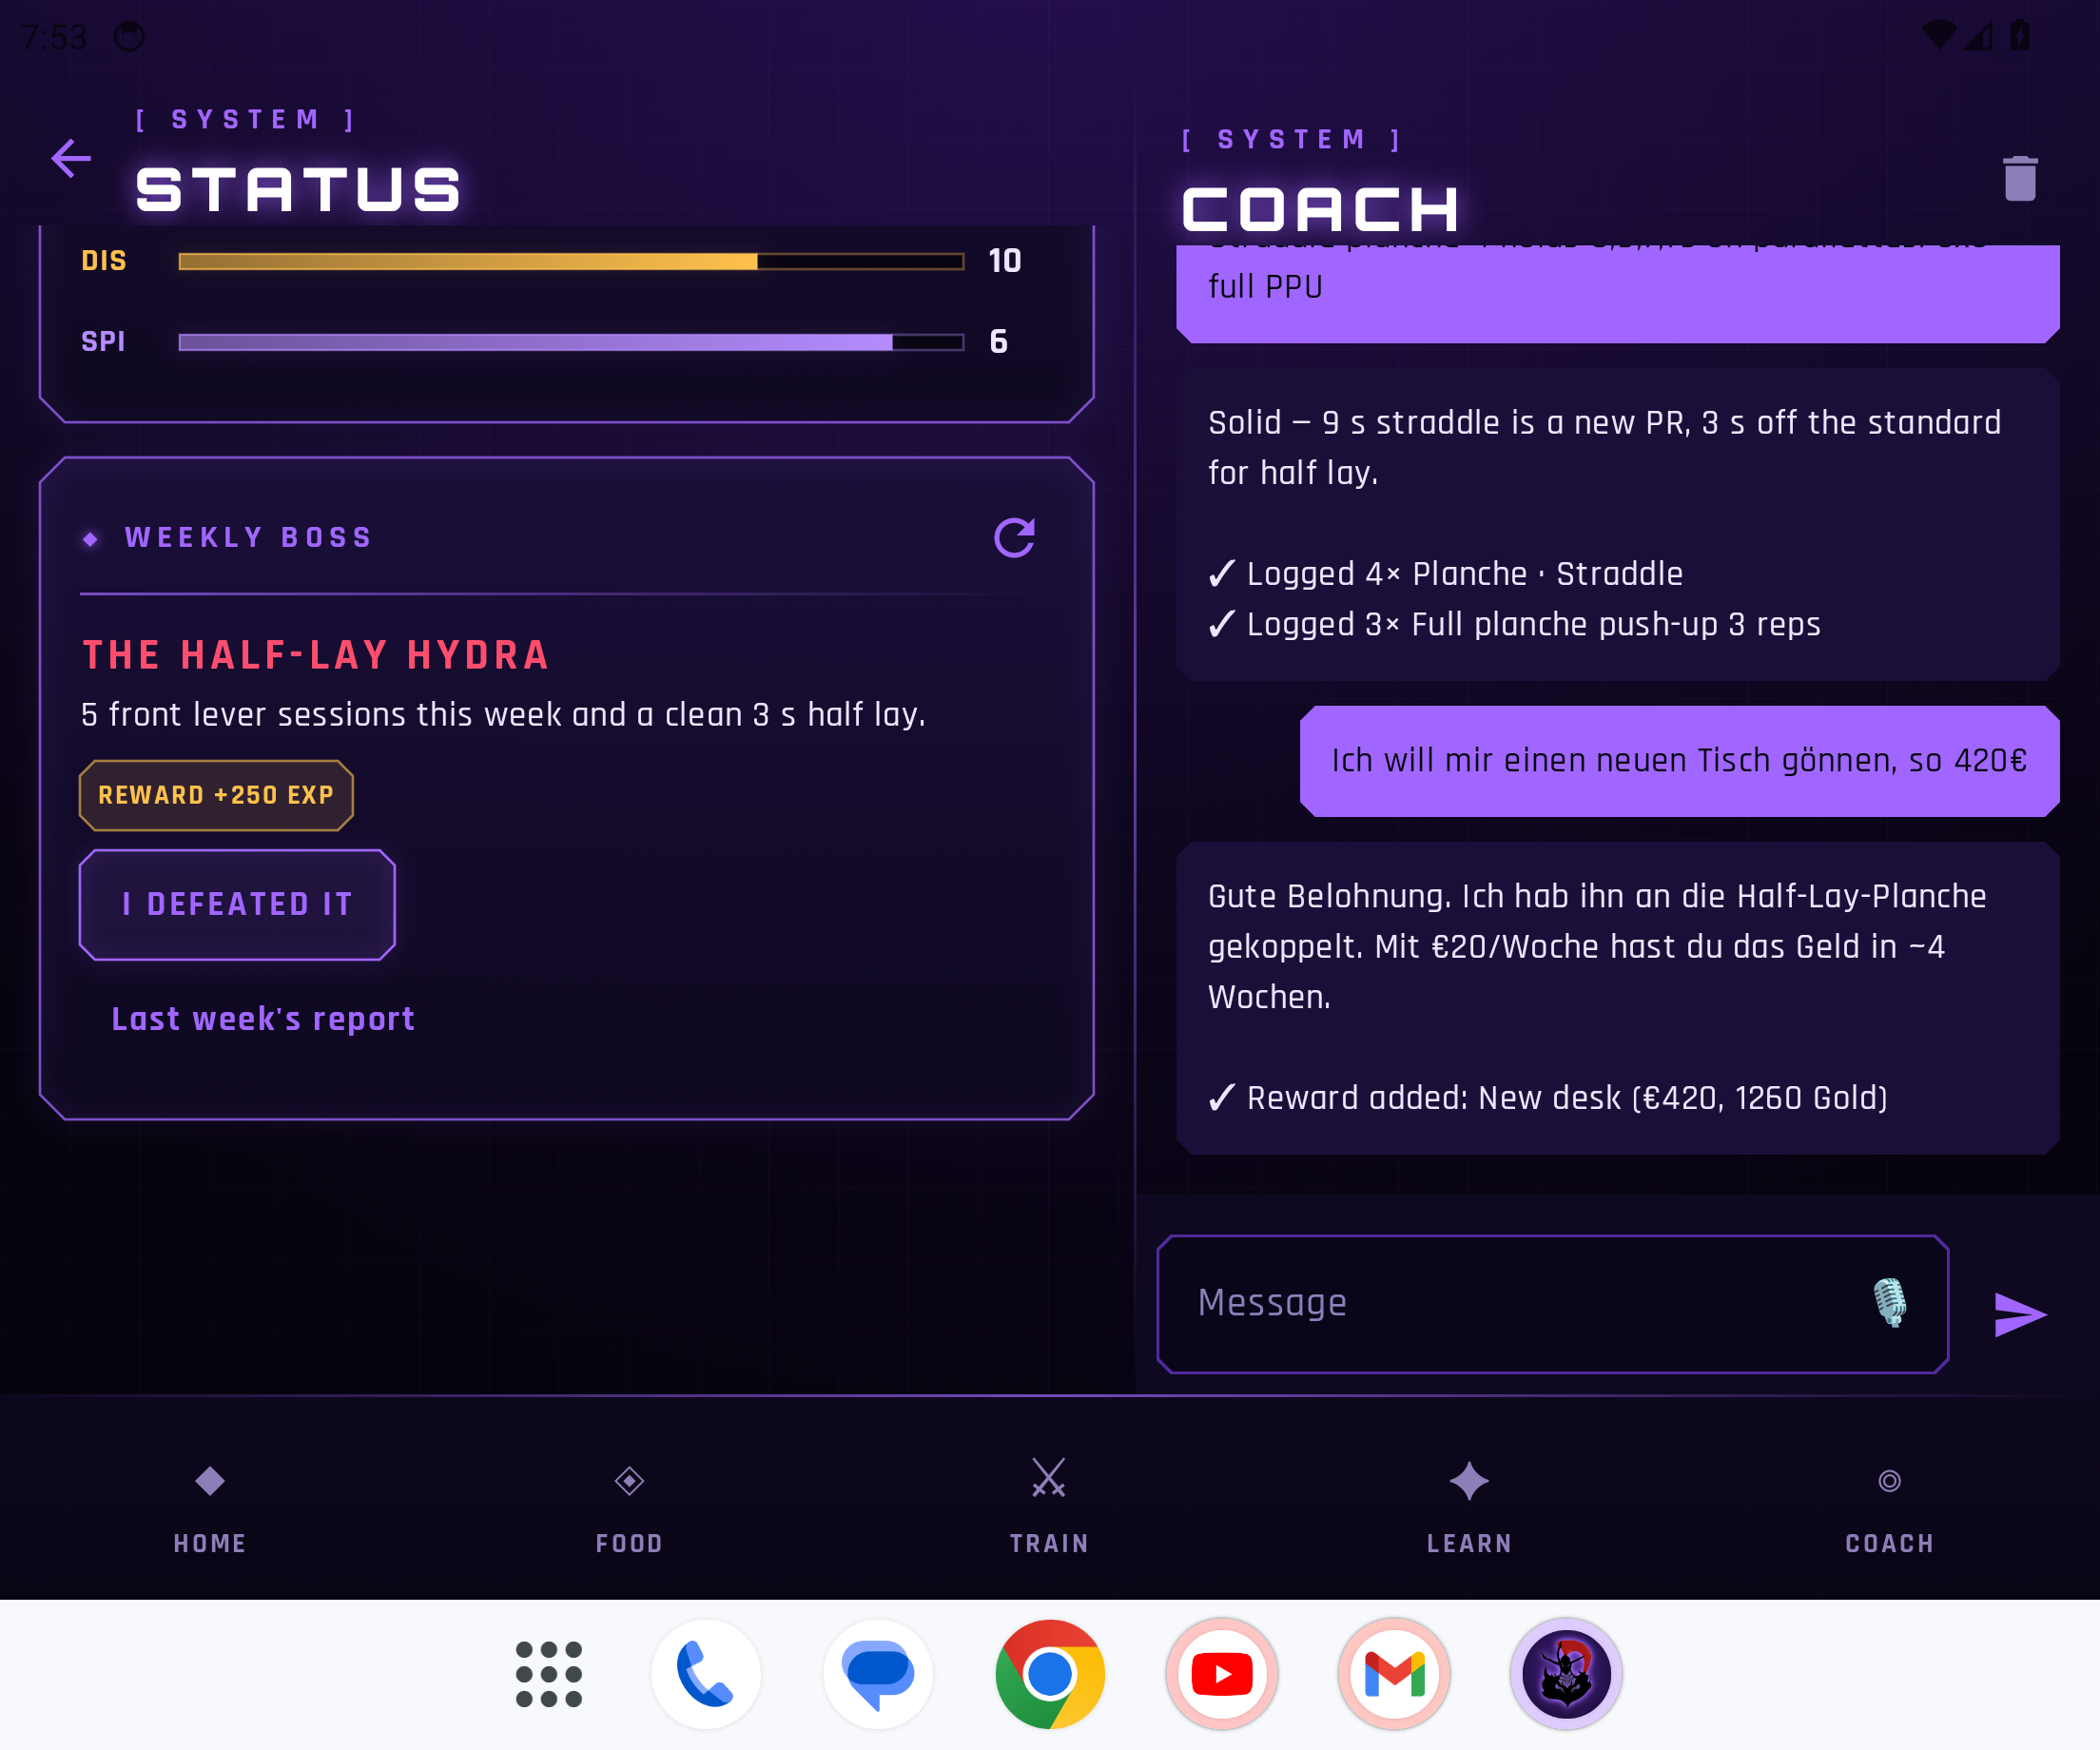 7:53
[ SYSTEM ]
STATUS
DIS 10
SPI 6
WEEKLY BOSS
THE HALF-LAY HYDRA
5 front lever sessions this week and a clean 3 s half lay.
REWARD +250 EXP
I DEFEATED IT
Last week's report
[ SYSTEM ]
COACH
full PPU
Solid – 9 s straddle is a new PR, 3 s off the standard
for half lay.
✓ Logged 4× Planche · Straddle
✓ Logged 3× Full planche push-up 3 reps
Ich will mir einen neuen Tisch gönnen, so 420€
Gute Belohnung. Ich hab ihn an die Half-Lay-Planche
gekoppelt. Mit €20/Woche hast du das Geld in ~4
Wochen.
✓ Reward added: New desk (€420, 1260 Gold)
Message
HOME
FOOD
TRAIN
LEARN
COACH